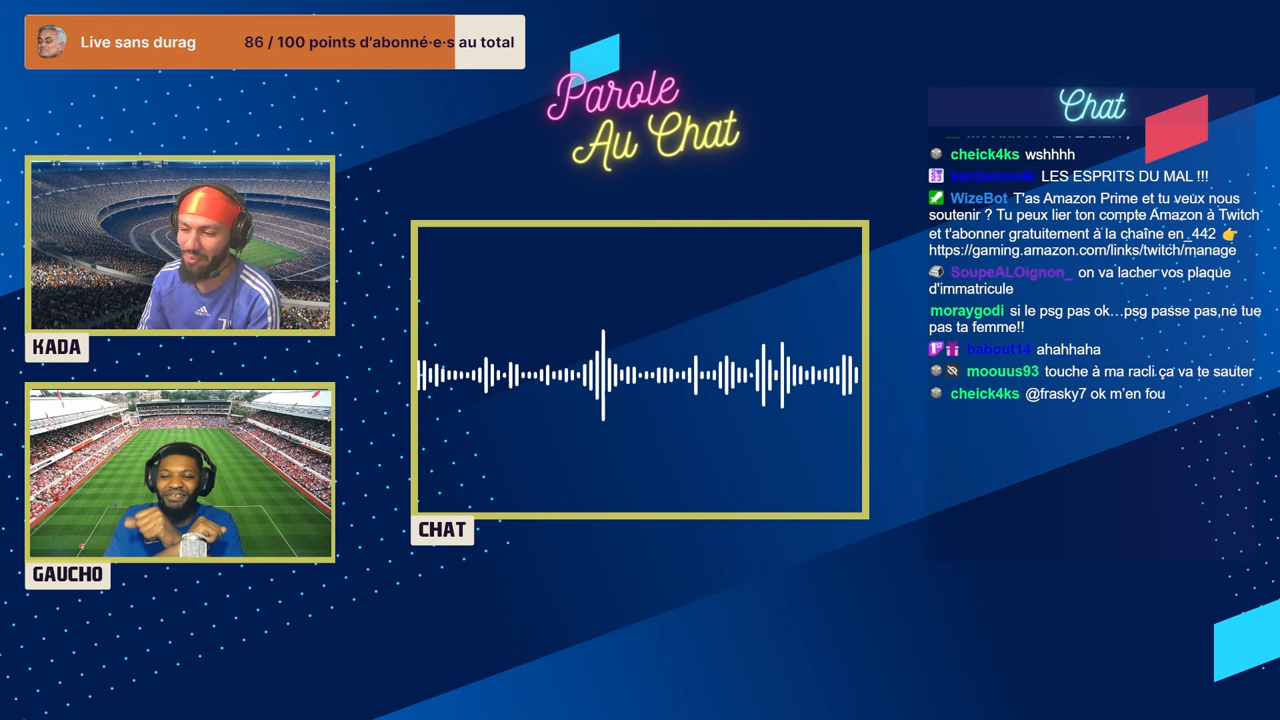 Live sans durag
86 / 100 points d'abonné·e·s au total
Parole
Au Chat
KADA
GAUCHO
CHAT
Chat
cheick4ks wshhhh
LES ESPRITS DU MAL !!!
WizeBot T'as Amazon Prime et tu veux nous
soutenir ? Tu peux lier ton compte Amazon à Twitch
et t'abonner gratuitement à la chaîne en_442 👉
https://gaming.amazon.com/links/twitch/manage
SoupeALOignon_ on va lacher vos plaque
d'immatricule
moraygodi si le psg pas ok…psg passe pas,ne tue
pas ta femme!!
babout14 ahahhaha
moouus93 touche à ma racli ça va te sauter
cheick4ks @frasky7 ok m'en fou